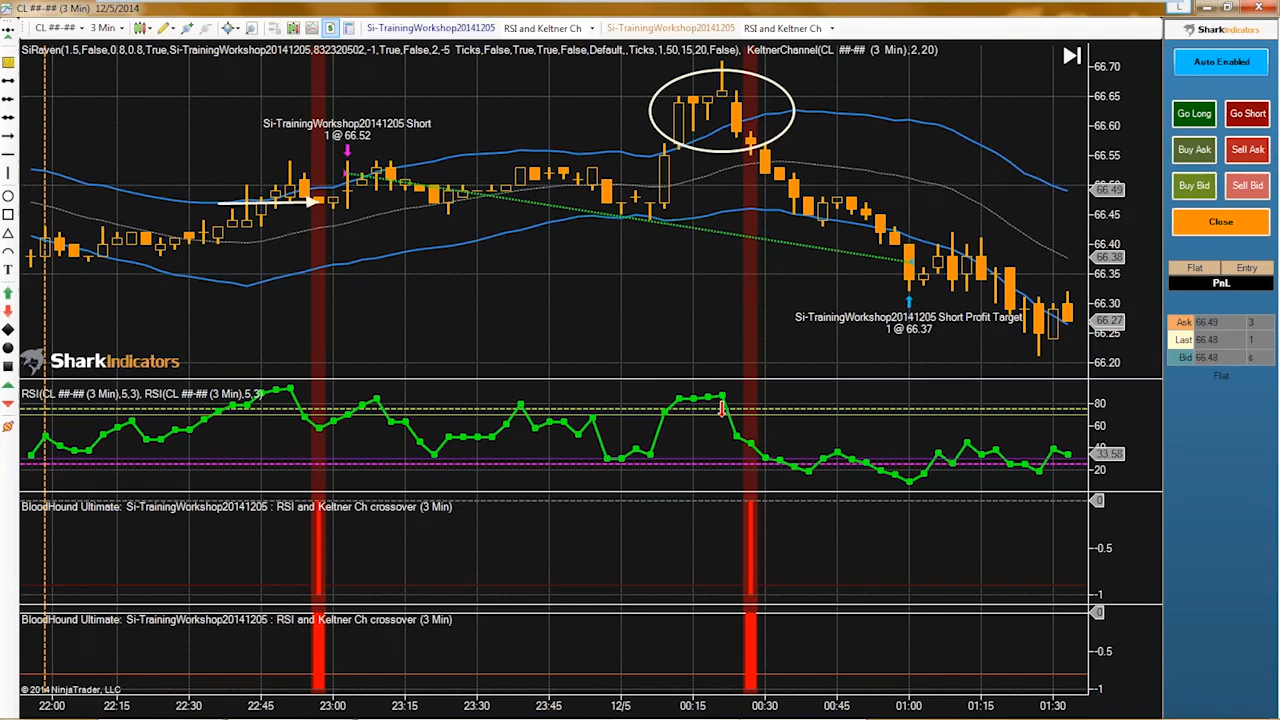 CL ##-## (3 Min) 12/5/2014
CL ##-## 3 Min Si-TrainingWorkshop20141205 RSI and Keltner Ch Si-TrainingWorkshop20141205 RSI and Keltner Ch
SiRaven(1.5,False,0.8,0.8,True,Si-TrainingWorkshop20141205,832320502,-1,True,False,2,-5 Ticks,False,True,True,False,Default,,Ticks,1,50,15,20,False), KeltnerChannel(CL ##-## (3 Min),2,20)
SharkIndicators
Auto Enabled
Go Long Go Short
Buy Ask Sell Ask
Buy Bid Sell Bid
Close
Flat Entry
PnL
Ask 66.49 3
Last 66.48 1
Bid 66.48
Flat
Si-TrainingWorkshop20141205 Short
1 @ 66.52
Si-TrainingWorkshop20141205 Short Profit Target
1 @ 66.37
66.70
66.65
66.60
66.55
66.49
66.45
66.40
66.38
66.35
66.30
66.27
66.25
66.20
SharkIndicators
RSI(CL ##-## (3 Min),5,3), RSI(CL ##-## (3 Min),5,3)
80
60
40
33.58
20
BloodHound Ultimate: Si-TrainingWorkshop20141205 : RSI and Keltner Ch crossover (3 Min)
0
-0.5
-1
BloodHound Ultimate: Si-TrainingWorkshop20141205 : RSI and Keltner Ch crossover (3 Min)
0
-0.5
-1
© 2014 NinjaTrader, LLC
22:00 22:15 22:30 22:45 23:00 23:15 23:30 23:45 12/5 00:15 00:30 00:45 01:00 01:15 01:30